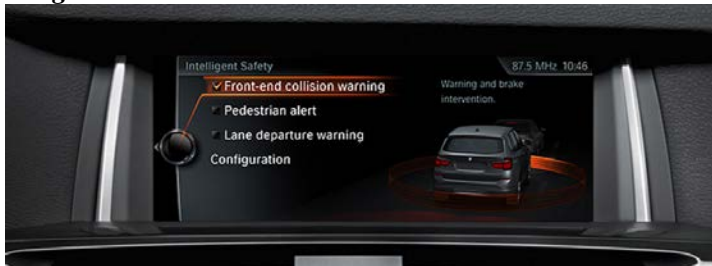 Intelligent Safety
87.5 MHz 10:46
Front-end collision warning
Pedestrian alert
Lane departure warning
Configuration
Warning and brake
intervention.